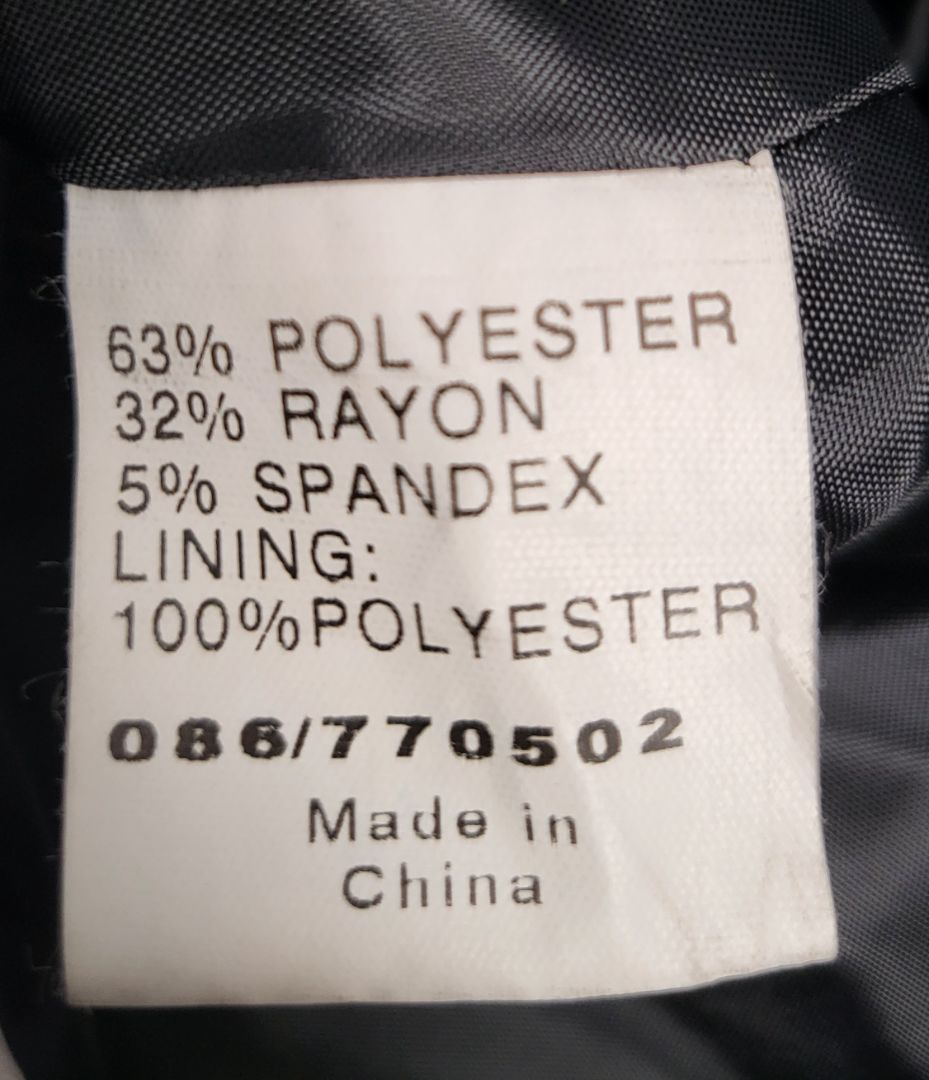 63% POLYESTER
32% RAYON
5% SPANDEX
LINING:
100%POLYESTER
086/770502
Made in
China